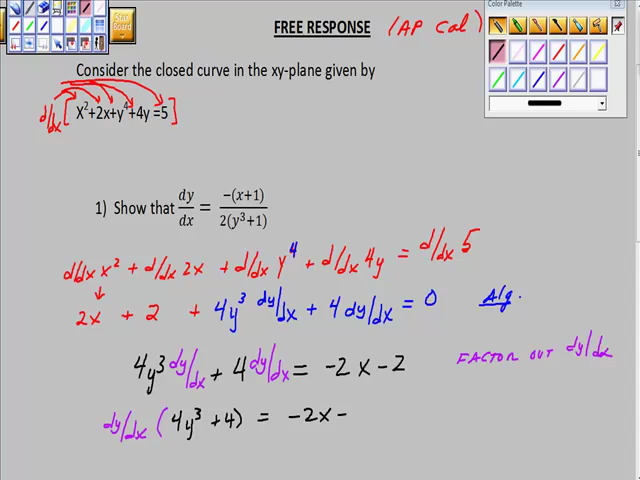 FREE RESPONSE (AP Cal)
Color Palette
Consider the closed curve in the xy-plane given by
d/dx [ X²+2x+y⁴+4y =5 ]
1) Show that dy/dx = -(x+1)/2(y³+1)
d/dx x² + d/dx 2x + d/dx y⁴ + d/dx 4y = d/dx 5
2x + 2 + 4y³ dy/dx + 4 dy/dx = 0 Alg.
4y³ dy/dx + 4 dy/dx = -2x -2 FACTOR OUT dy/dx
dy/dx (4y³ +4) = -2x -